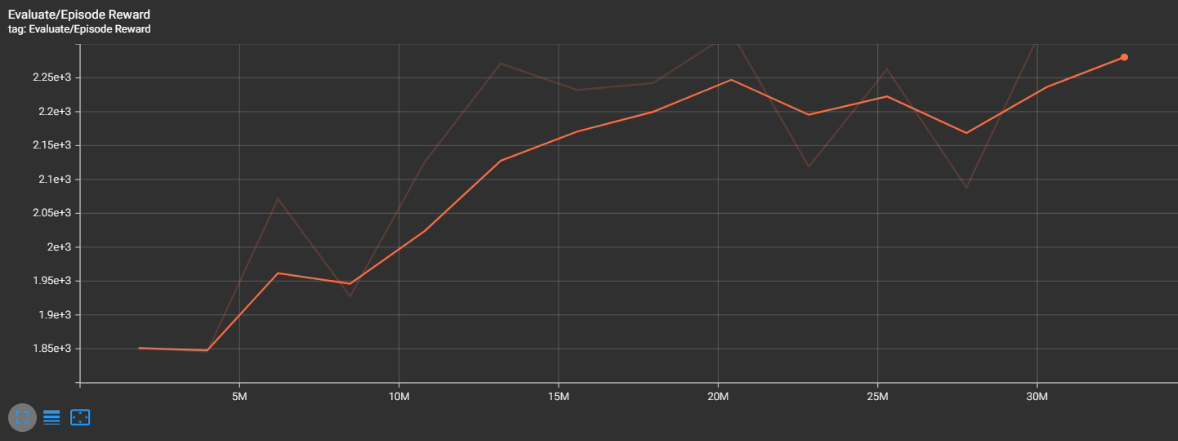 Evaluate/Episode Reward
tag: Evaluate/Episode Reward
2.25e+3
2.2e+3
2.15e+3
2.1e+3
2.05e+3
2e+3
1.95e+3
1.9e+3
1.85e+3
5M 10M 15M 20M 25M 30M